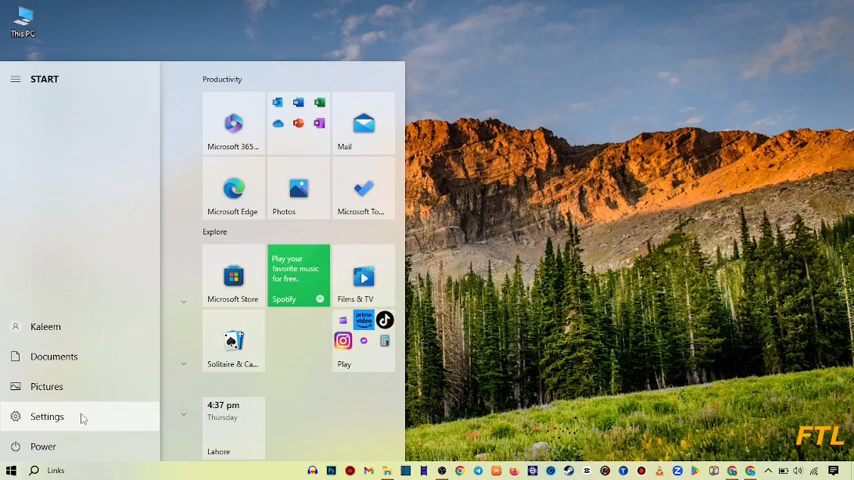 This PC
START
Productivity
Microsoft 365...
Mail
Microsoft Edge
Photos
Microsoft To...
Explore
Play your
favorite music
for free.
Microsoft Store
Spotify
Films & TV
prime
video
Solitaire & Ca...
Play
Kaleem
Documents
Pictures
Settings
Power
4:37 pm
Thursday
Lahore
FTL
Links